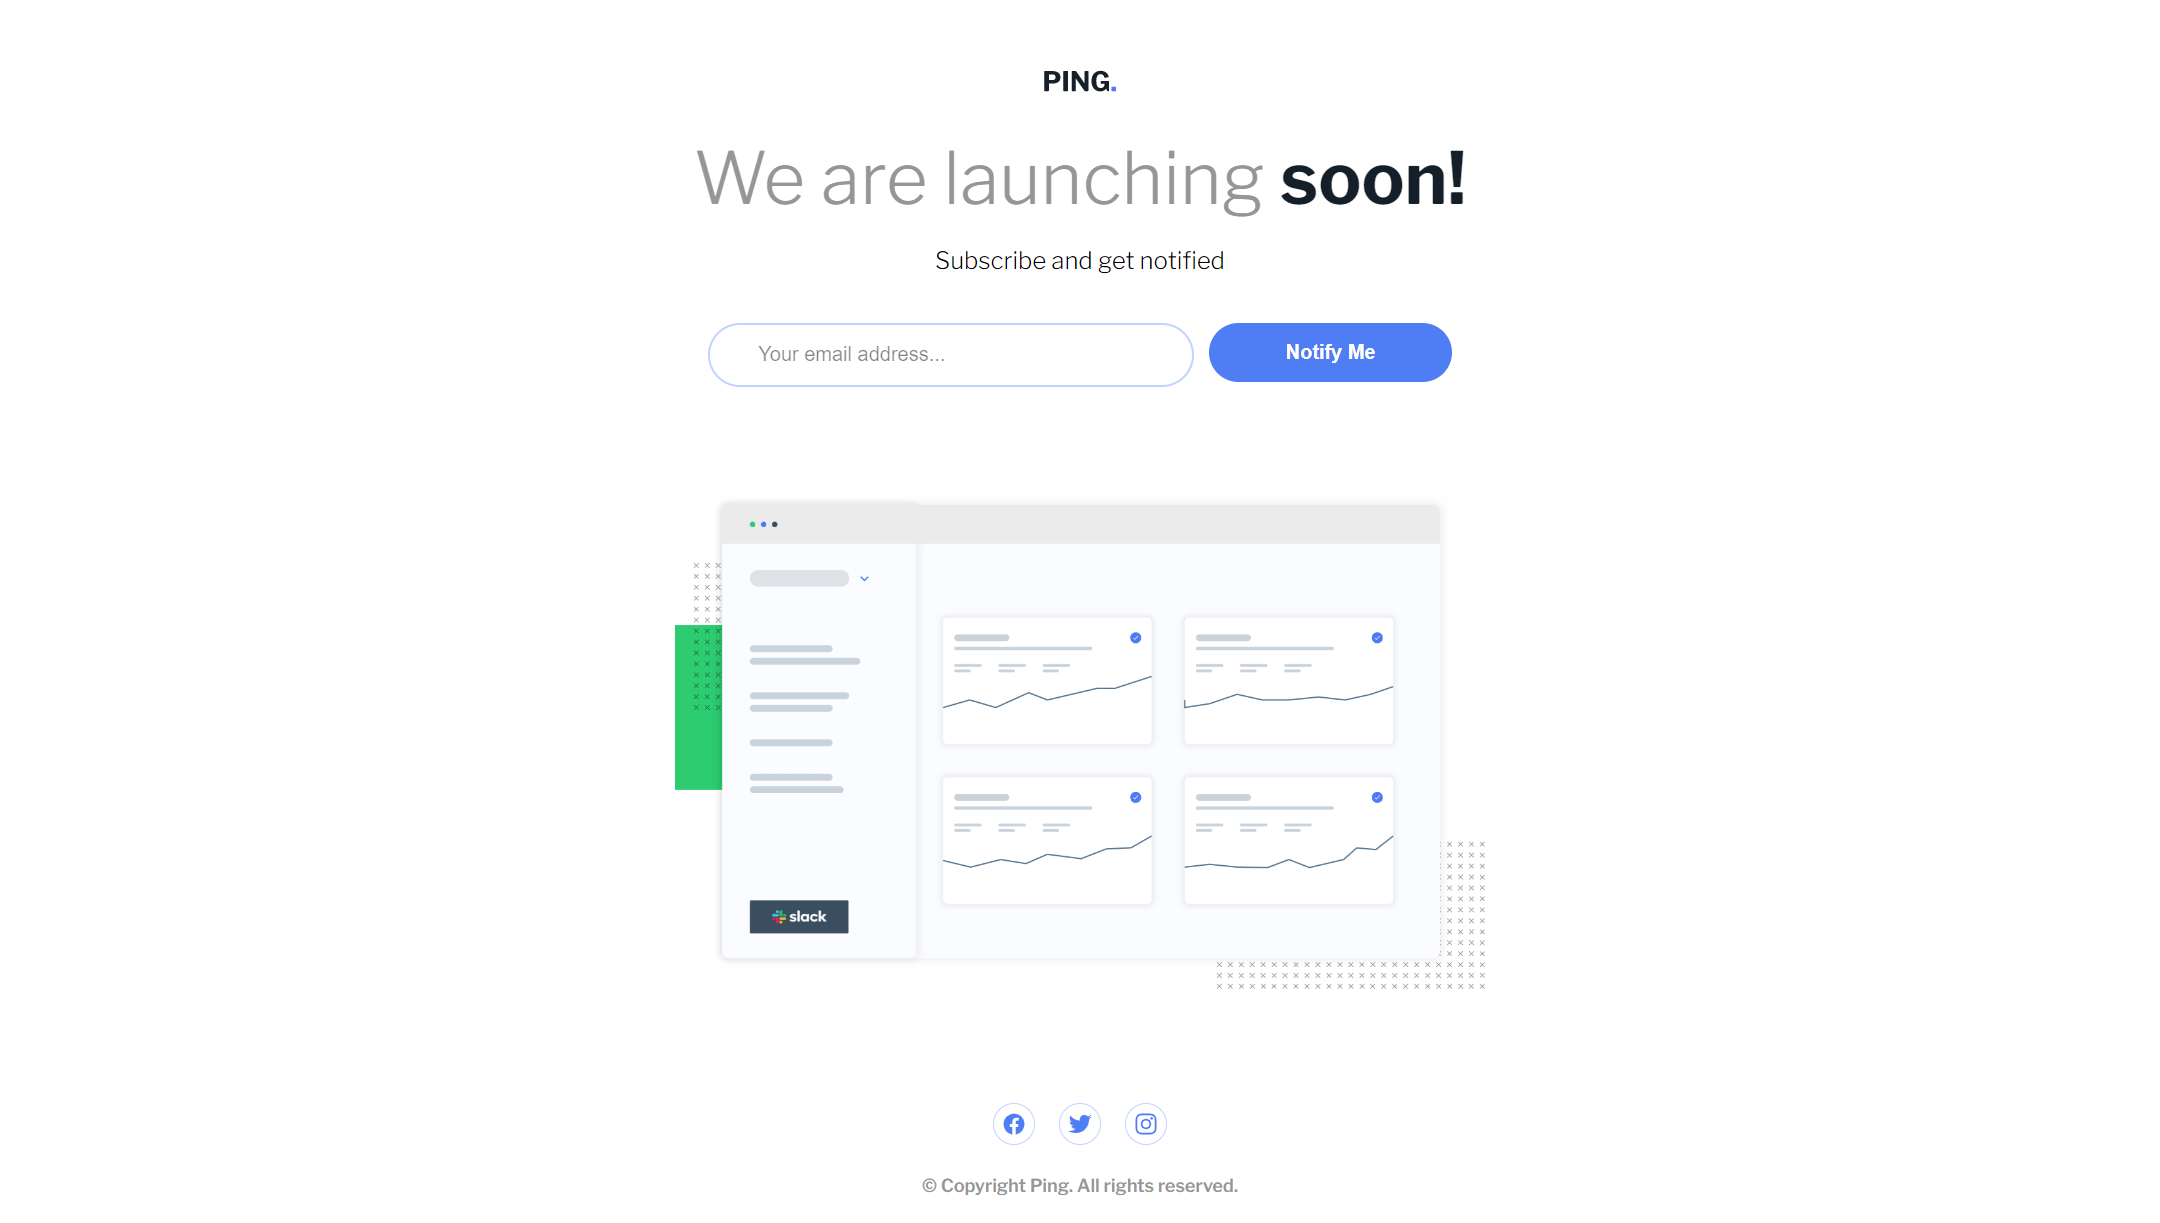 PING.
We are launching soon!
Subscribe and get notified
Your email address...
Notify Me
slack
© Copyright Ping. All rights reserved.